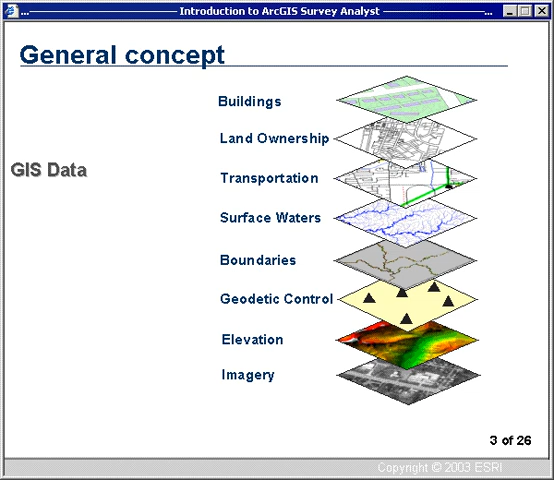 ... Introduction to ArcGIS Survey Analyst ...
General concept
Buildings
Land Ownership
GIS Data
Transportation
Surface Waters
Boundaries
Geodetic Control
Elevation
Imagery
3 of 26
Copyright © 2003 ESRI